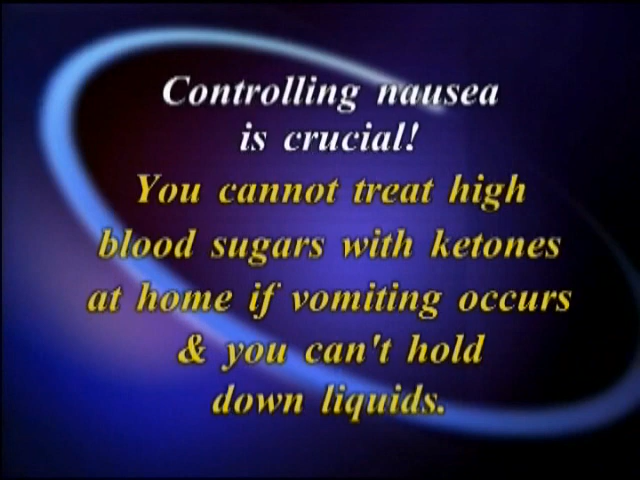 Controlling nausea
is crucial!
You cannot treat high
blood sugars with ketones
at home if vomiting occurs
& you can't hold
down liquids.